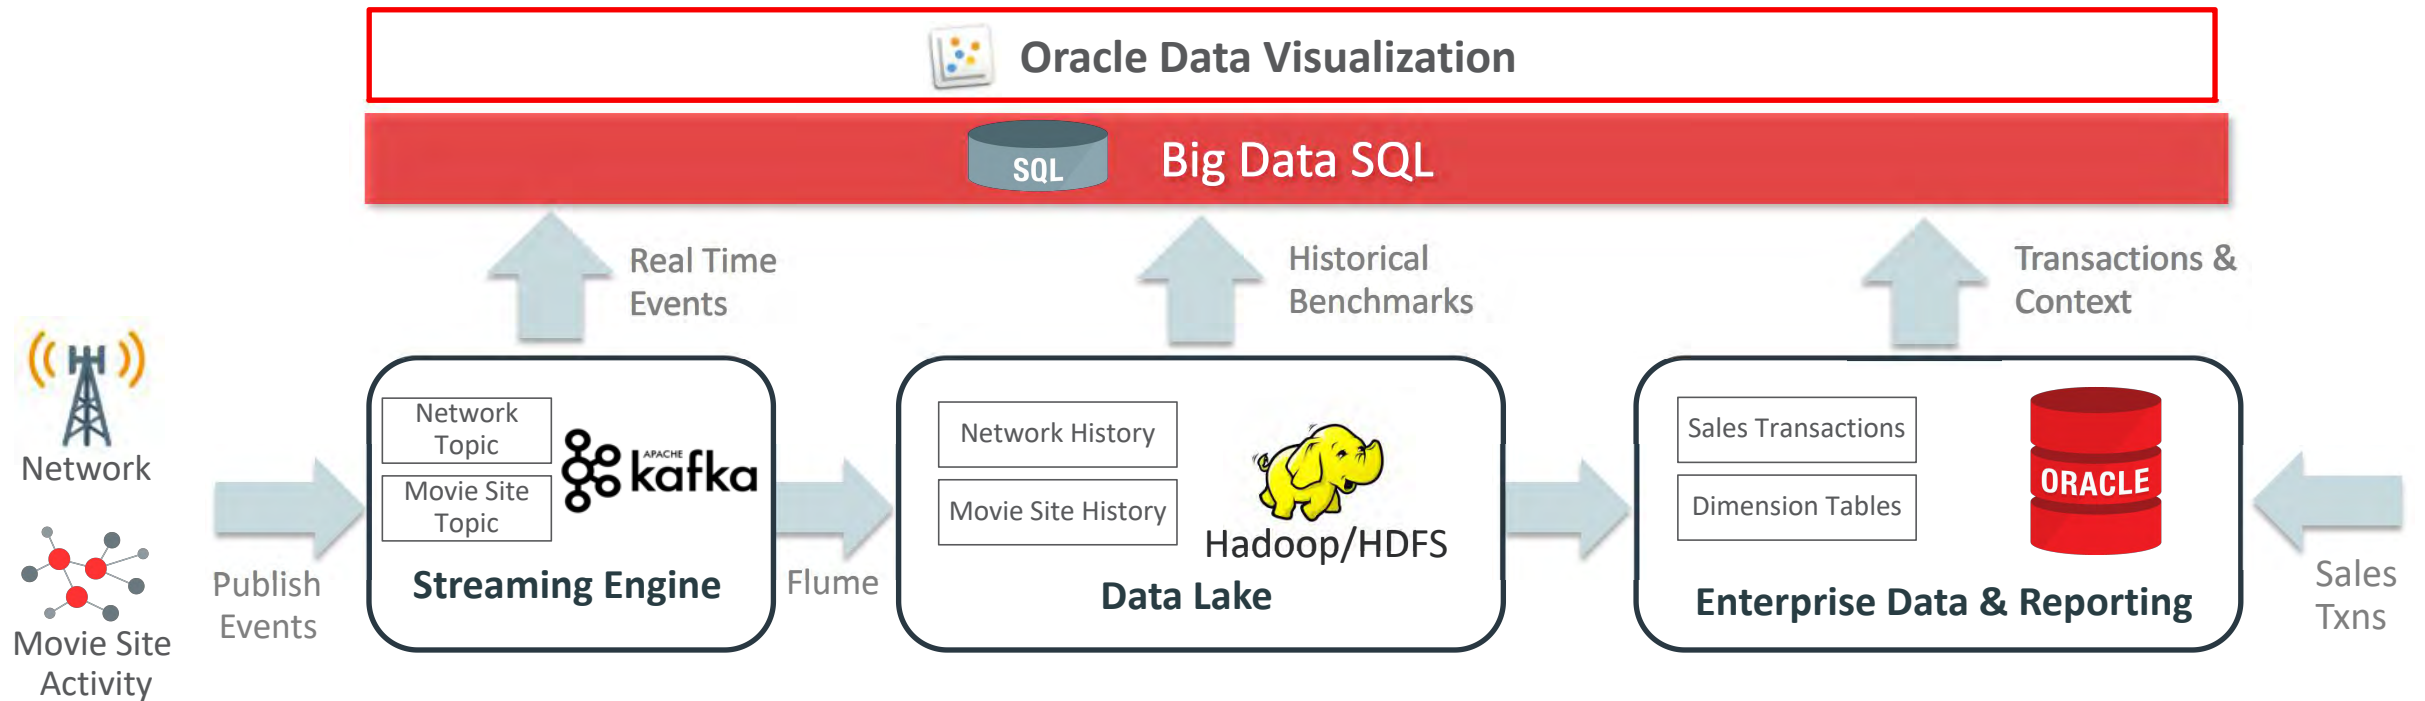 Oracle Data Visualization
SQL
Big Data SQL
Real Time
Events
Historical
Benchmarks
Transactions &
Context
Network
Movie Site
Activity
Publish
Events
Network
Topic
Movie Site
Topic
APACHE
kafka
Streaming Engine
Flume
Network History
Movie Site History
Hadoop/HDFS
Data Lake
Sales Transactions
Dimension Tables
ORACLE
Enterprise Data & Reporting
Sales
Txns